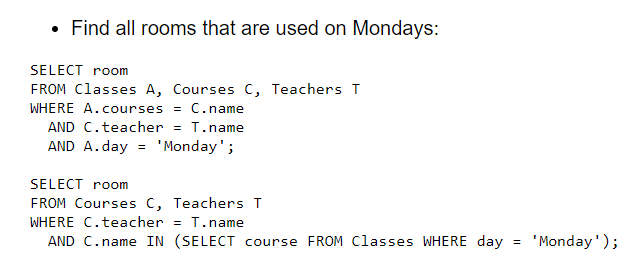 • Find all rooms that are used on Mondays:
SELECT room
FROM Classes A, Courses C, Teachers T
WHERE A.courses = C.name
AND C.teacher = T.name
AND A.day = 'Monday';
SELECT room
FROM Courses C, Teachers T
WHERE C.teacher = T.name
AND C.name IN (SELECT course FROM Classes WHERE day = 'Monday');